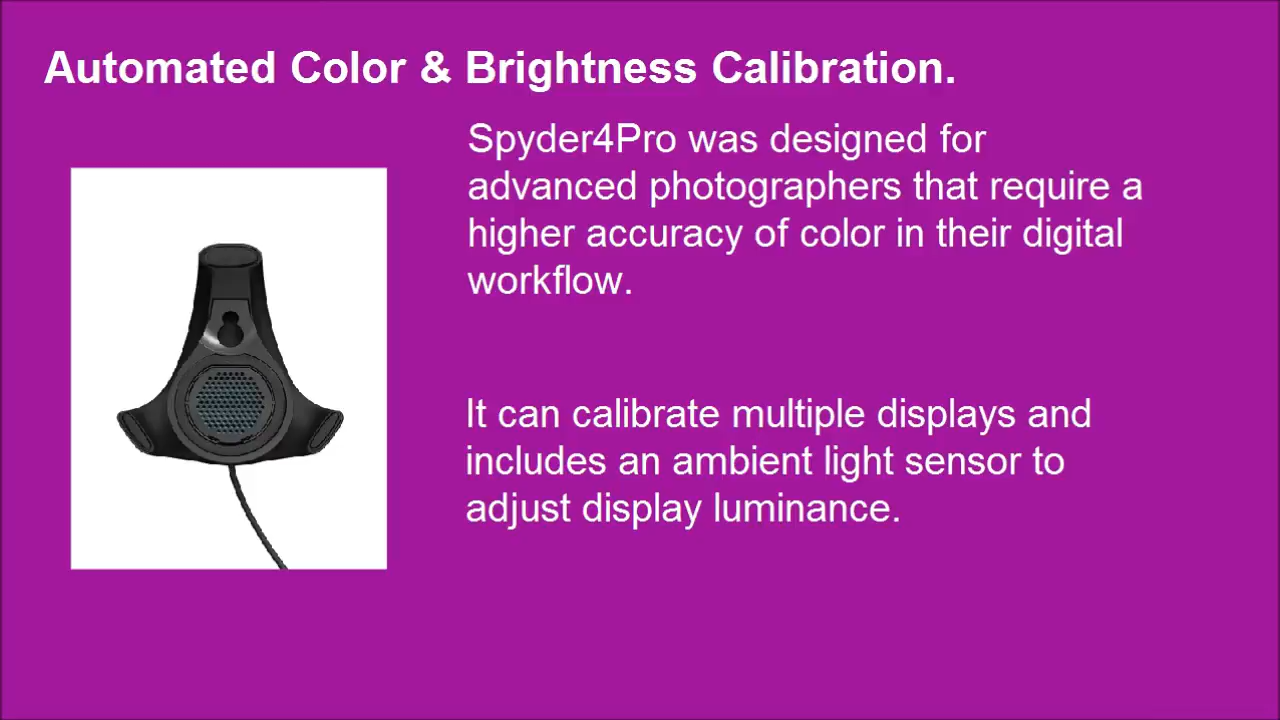 Automated Color & Brightness Calibration.
Spyder4Pro was designed for
advanced photographers that require a
higher accuracy of color in their digital
workflow.
It can calibrate multiple displays and
includes an ambient light sensor to
adjust display luminance.